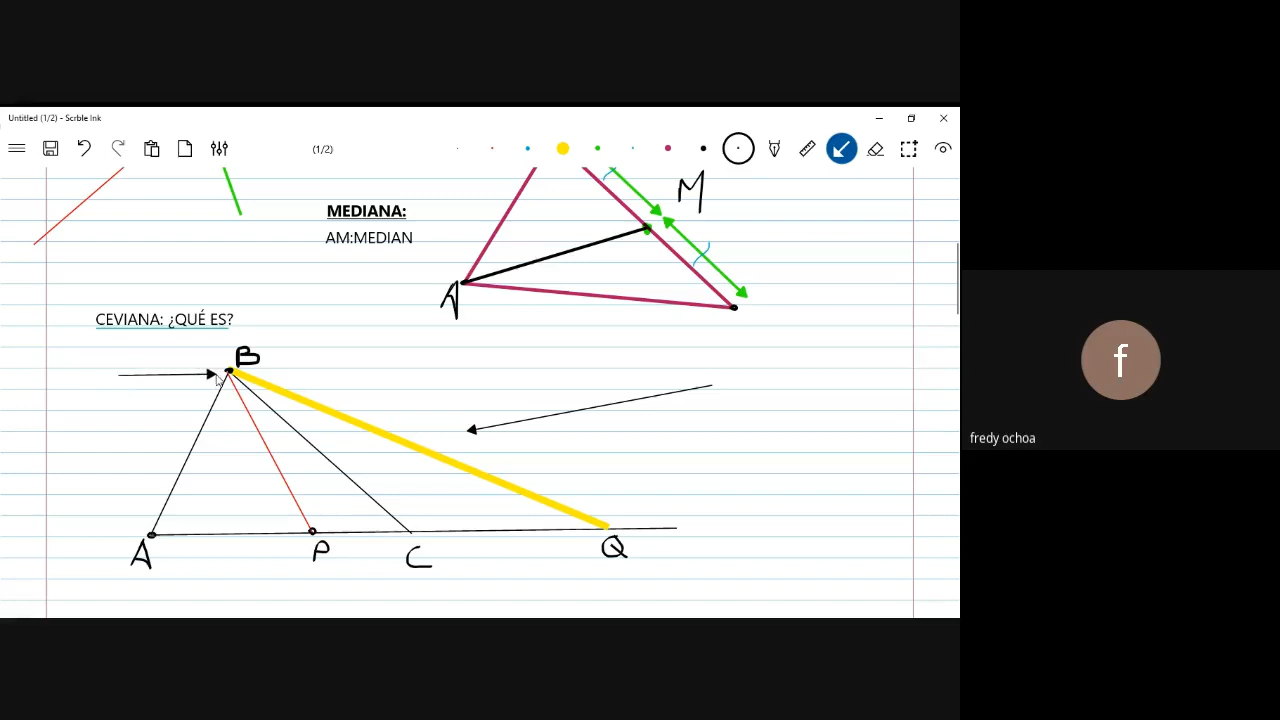 Untitled (1/2) - Scrble Ink
(1/2)
M
MEDIANA:
AM:MEDIAN
A
CEVIANA: ¿QUÉ ES?
B
A P C Q
f
fredy ochoa